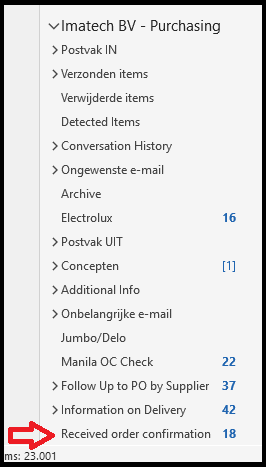 Imatech BV - Purchasing
Postvak IN
Verzonden items
Verwijderde items
Detected Items
Conversation History
Ongewenste e-mail
Archive
Electrolux 16
Postvak UIT
Concepten [1]
Additional Info
Onbelangrijke e-mail
Jumbo/Delo
Manila OC Check 22
Follow Up to PO by Supplier 37
Information on Delivery 42
Received order confirmation 18
ms: 23.001